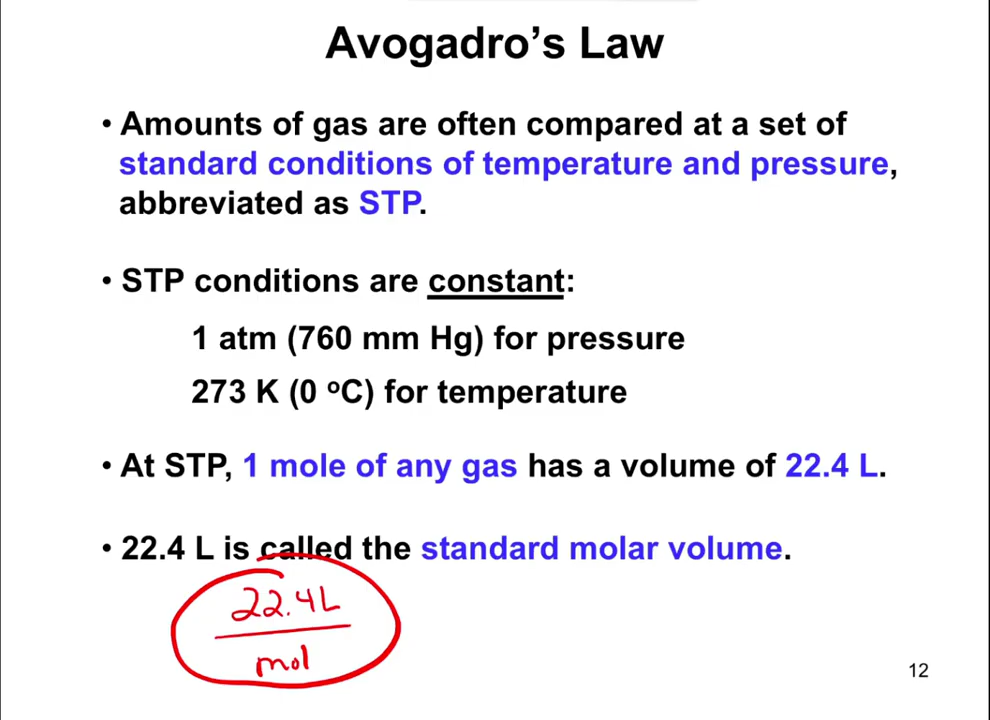 Avogadro’s Law
• Amounts of gas are often compared at a set of
standard conditions of temperature and pressure,
abbreviated as STP.
• STP conditions are constant:
1 atm (760 mm Hg) for pressure
273 K (0 ºC) for temperature
• At STP, 1 mole of any gas has a volume of 22.4 L.
• 22.4 L is called the standard molar volume.
22.4L
mol
12